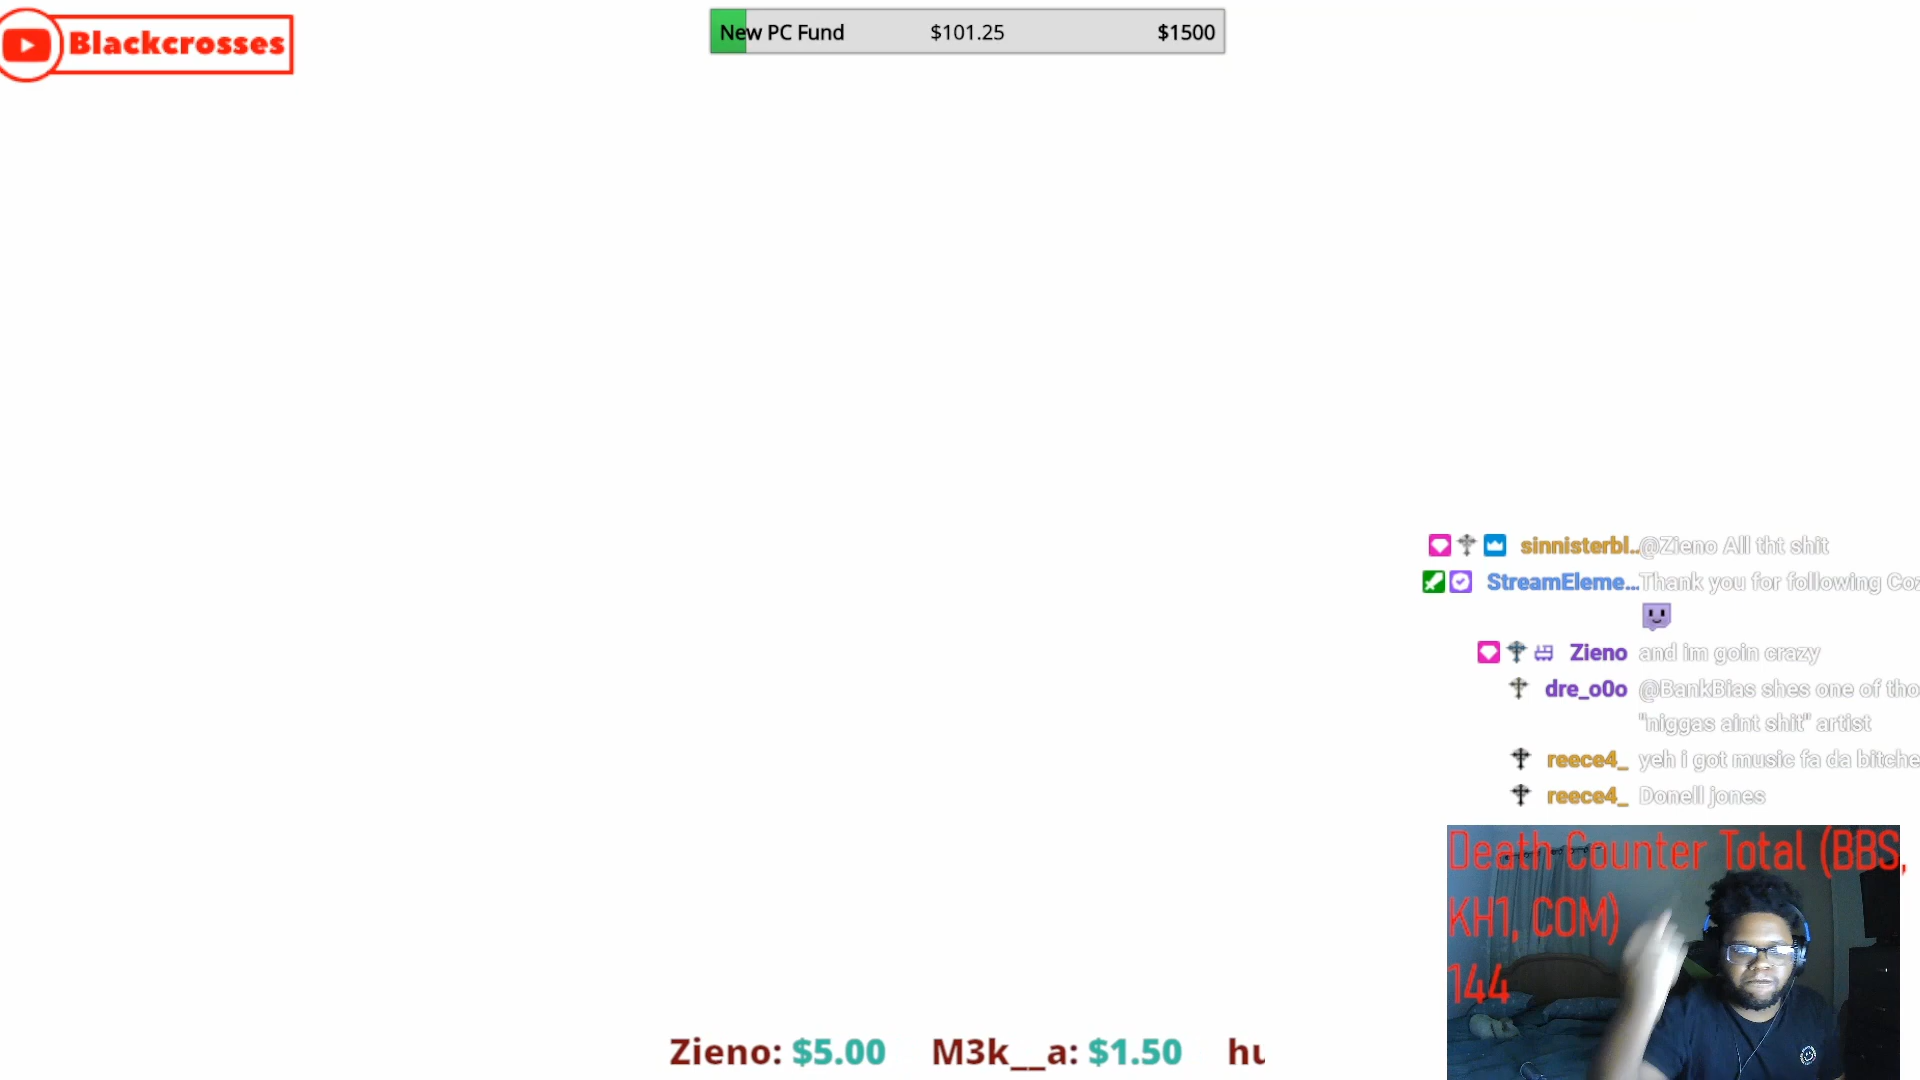 Blackcrosses
New PC Fund $101.25 $1500
sinnisterbl.. @Zieno All tht shit
StreamEleme... Thank you for following Coz
Zieno and im goin crazy
dre_o0o @BankBias shes one of tho
"niggas aint shit" artist
reece4_ yeh i got music fa da bitche
reece4_ Donell jones
Death Counter Total (BBS,
KH1, COM)
144
Zieno: $5.00 M3k__a: $1.50 hu